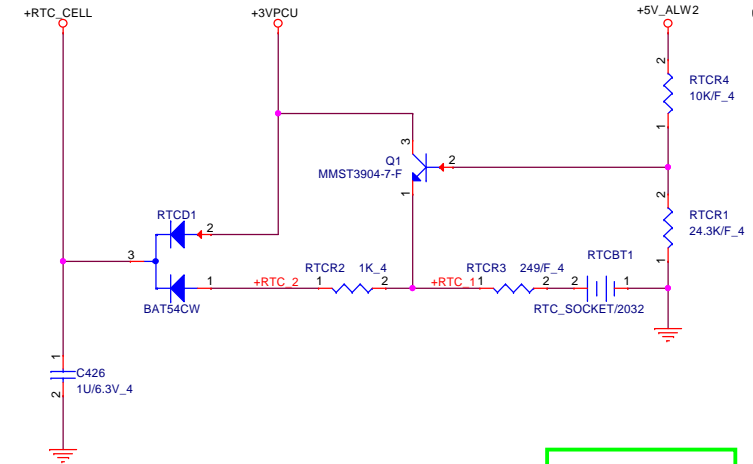 +RTC_CELL
+3VPCU
+5V_ALW2
2
RTCR4
10K/F_4
1
3
Q1
MMST3904-7-F
2
1
2
RTCR1
24.3K/F_4
1
RTCD1
2
3
1
BAT54CW
+RTC_2
1
RTCR2 1K_4
2
+RTC_1
1
RTCR3 249/F_4
2
RTCBT1
2
1
RTC_SOCKET/2032
1
C426
1U/6.3V_4
2